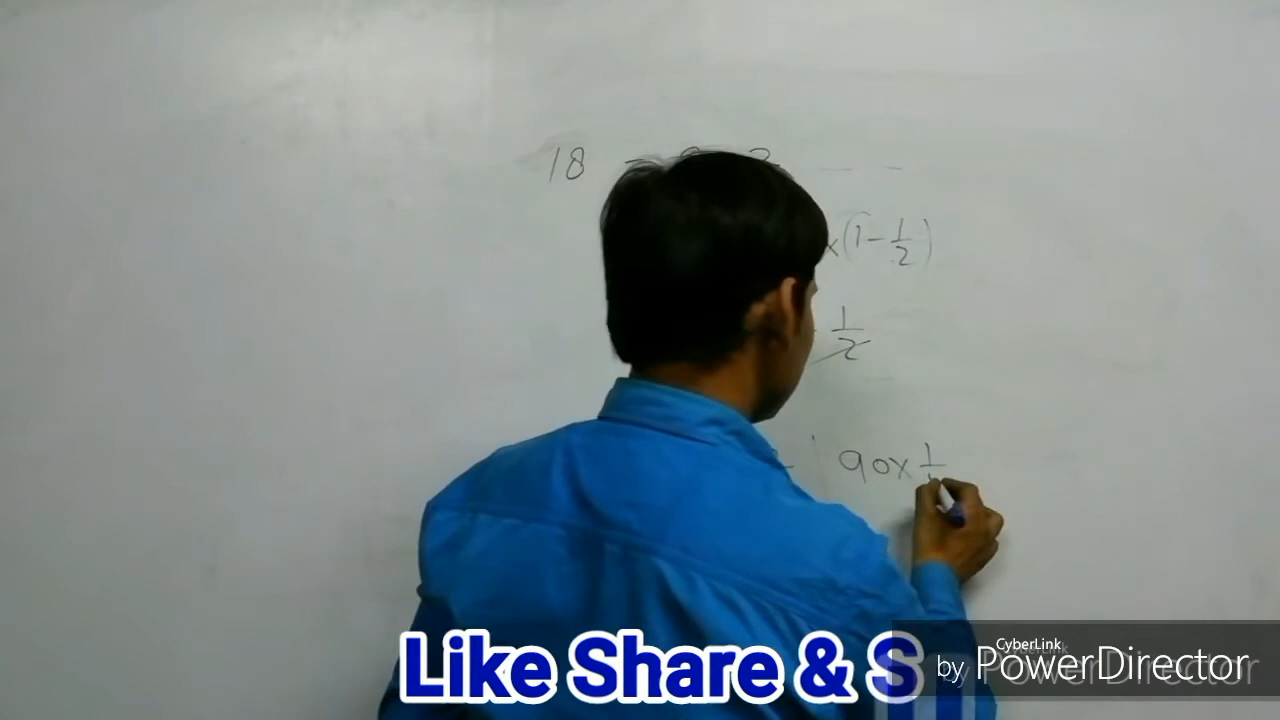 18
x(1-1/2)
1/2
90x1
Like Share & S
CyberLink
by PowerDirector